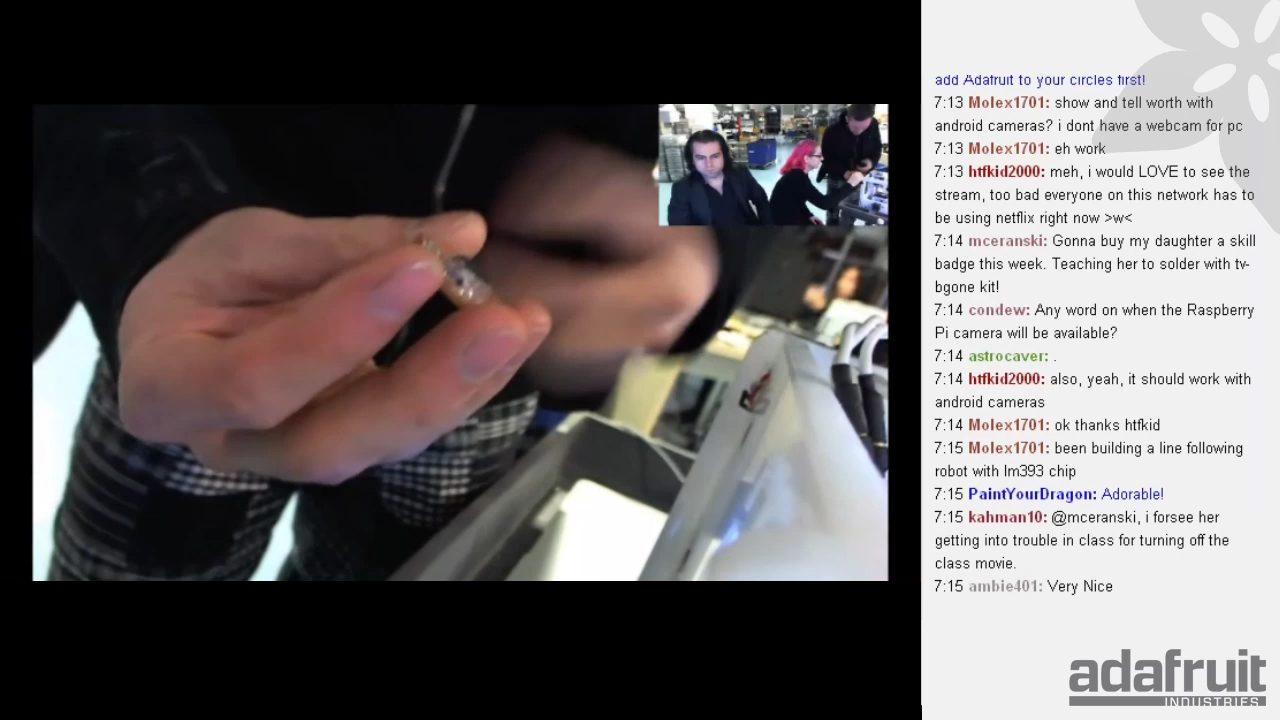 add Adafruit to your circles first!
7:13 Molex1701: show and tell worth with
android cameras? i dont have a webcam for pc
7:13 Molex1701: eh work
7:13 htfkid2000: meh, i would LOVE to see the
stream, too bad everyone on this network has to
be using netflix right now >w<
7:14 mceranski: Gonna buy my daughter a skill
badge this week. Teaching her to solder with tv-
bgone kit!
7:14 condew: Any word on when the Raspberry
Pi camera will be available?
7:14 astrocaver: .
7:14 htfkid2000: also, yeah, it should work with
android cameras
7:14 Molex1701: ok thanks htfkid
7:15 Molex1701: been building a line following
robot with lm393 chip
7:15 PaintYourDragon: Adorable!
7:15 kahman10: @mceranski, i forsee her
getting into trouble in class for turning off the
class movie.
7:15 ambie401: Very Nice
adafruit
INDUSTRIES